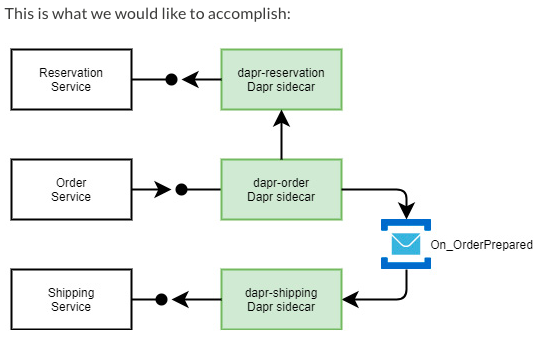 This is what we would like to accomplish:
Reservation
Service
dapr-reservation
Dapr sidecar
Order
Service
dapr-order
Dapr sidecar
On_OrderPrepared
Shipping
Service
dapr-shipping
Dapr sidecar